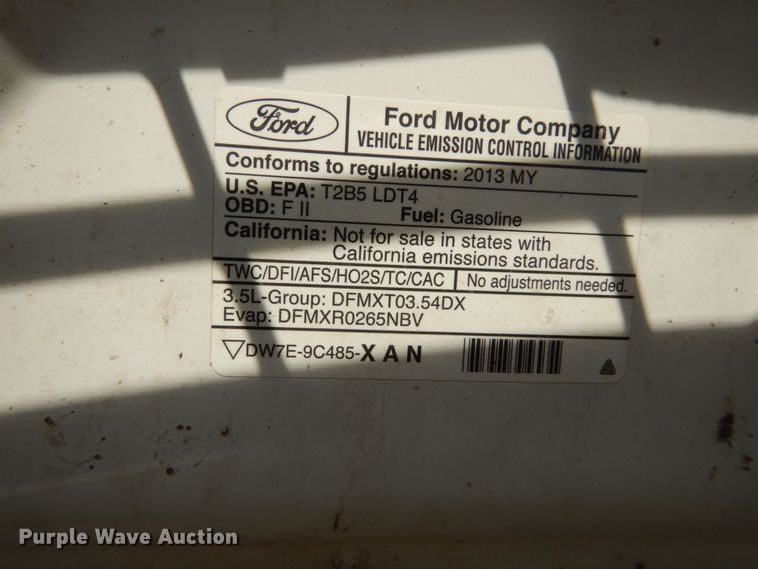 Ford
Ford Motor Company
VEHICLE EMISSION CONTROL INFORMATION
Conforms to regulations: 2013 MY
U.S. EPA: T2B5 LDT4
OBD: F II Fuel: Gasoline
California: Not for sale in states with
California emissions standards.
TWC/DFI/AFS/HO2S/TC/CAC No adjustments needed.
3.5L-Group: DFMXT03.54DX
Evap: DFMXR0265NBV
DW7E-9C485-XAN
Purple Wave Auction